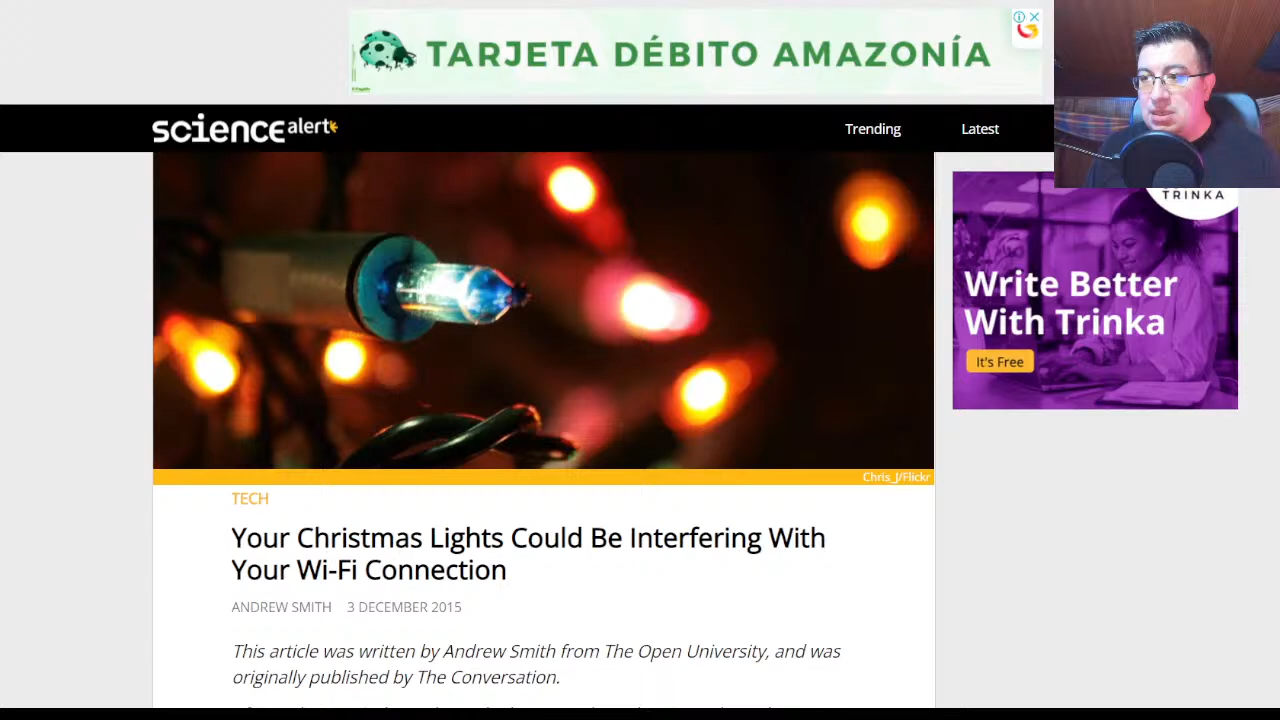 TARJETA DÉBITO AMAZONÍA
sciencealert
Trending
Latest
TRINKA
Write Better
With Trinka
It's Free
Chris_J/Flickr
TECH
Your Christmas Lights Could Be Interfering With
Your Wi-Fi Connection
ANDREW SMITH 3 DECEMBER 2015
This article was written by Andrew Smith from The Open University, and was
originally published by The Conversation.